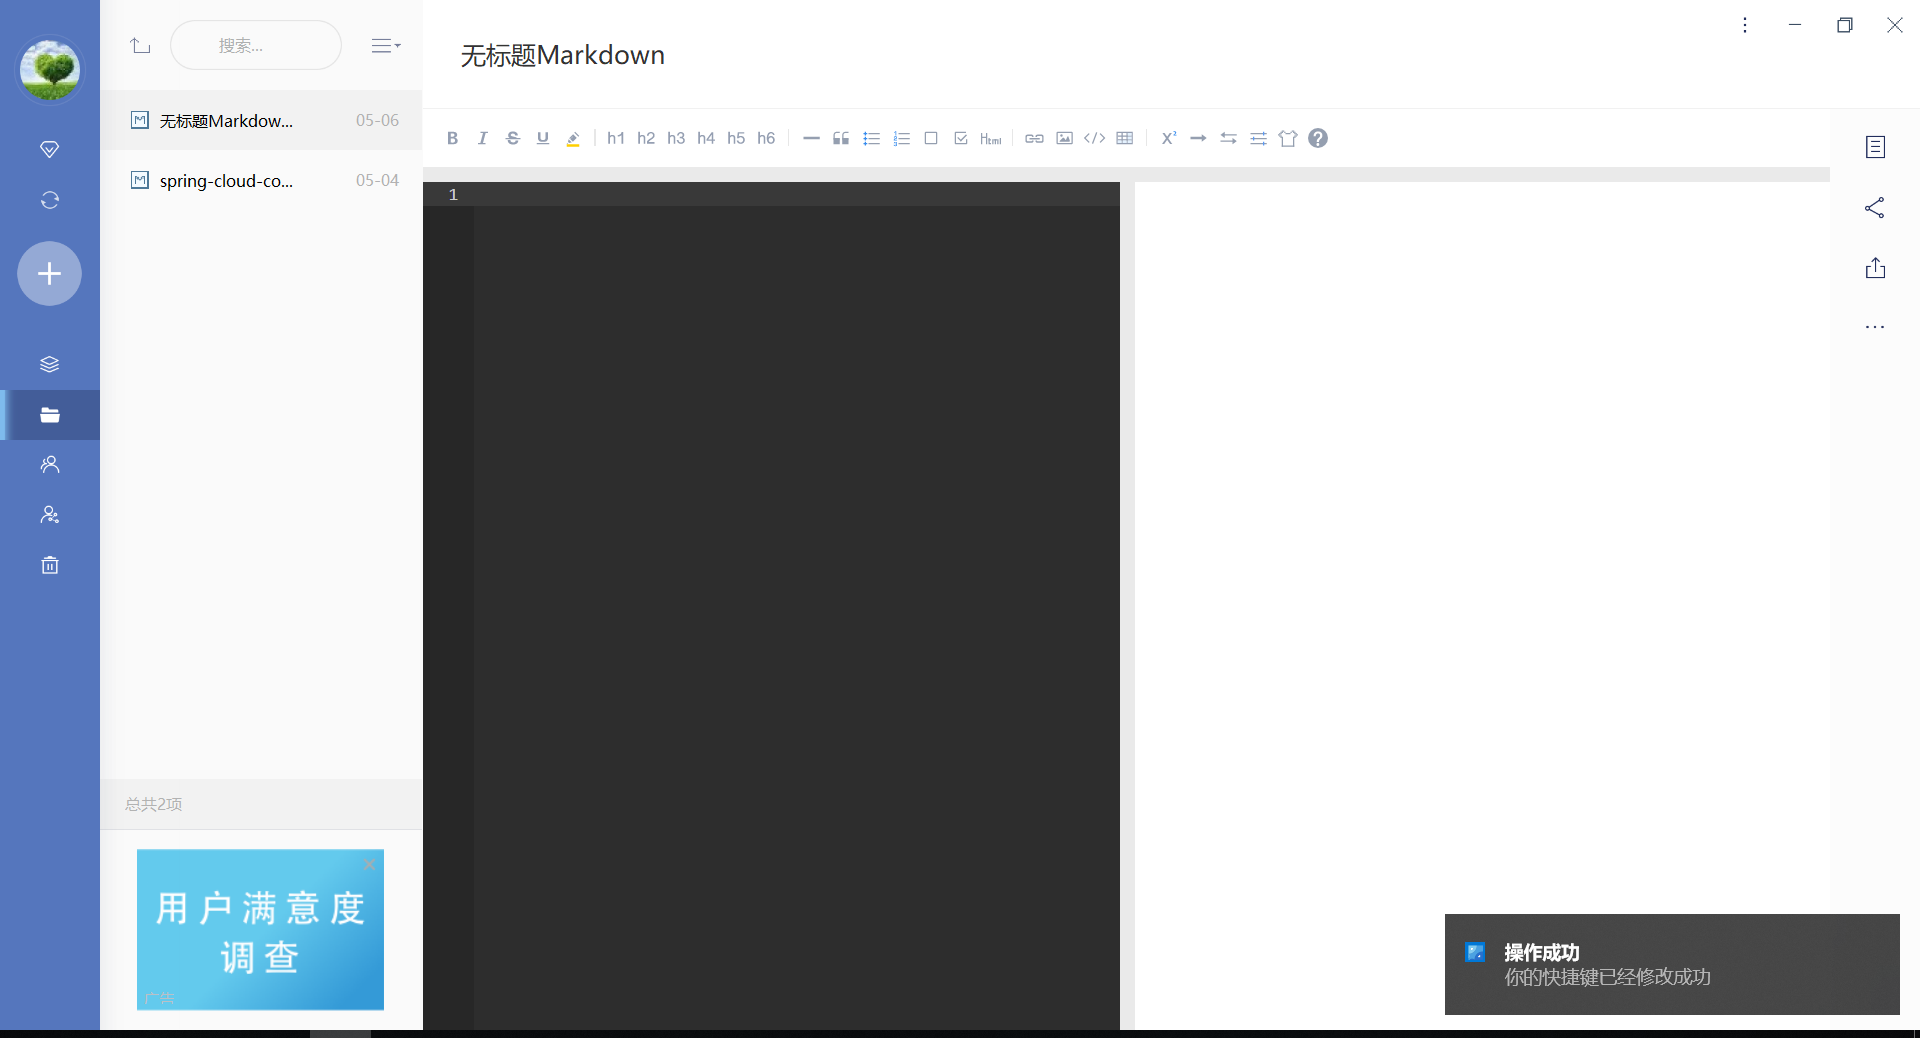 搜索...
无标题Markdow...
05-06
spring-cloud-co...
05-04
总共2项
用户满意度
调查
广告
无标题Markdown
B I S U h1 h2 h3 h4 h5 h6 Html </> X² ?
1
操作成功
你的快捷键已经修改成功